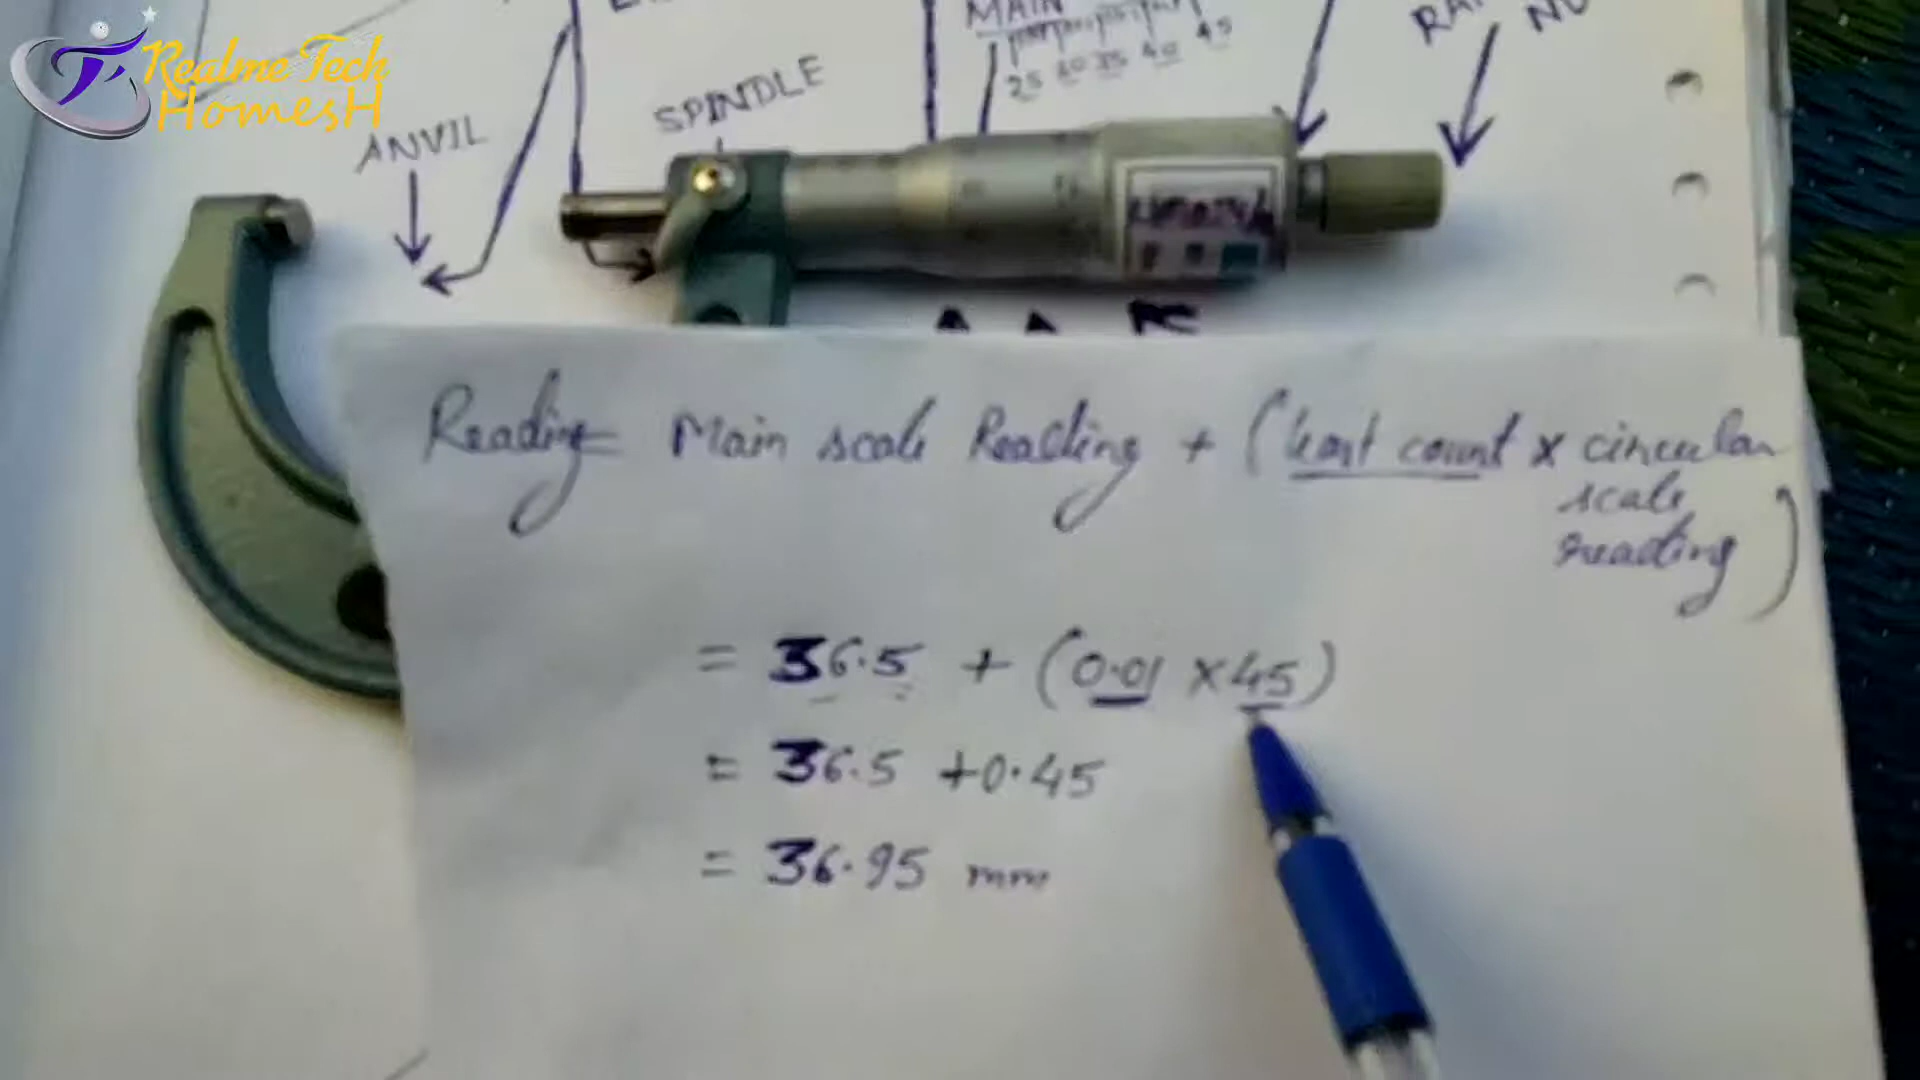 Realme Tech
HomesH
MAIN
25 30 35 40 45
SPINDLE
ANVIL
Reading = Main scale Reading + (least count x circular
scale
reading)
= 36.5 + (0.01 x 45)
= 36.5 + 0.45
= 36.95 mm